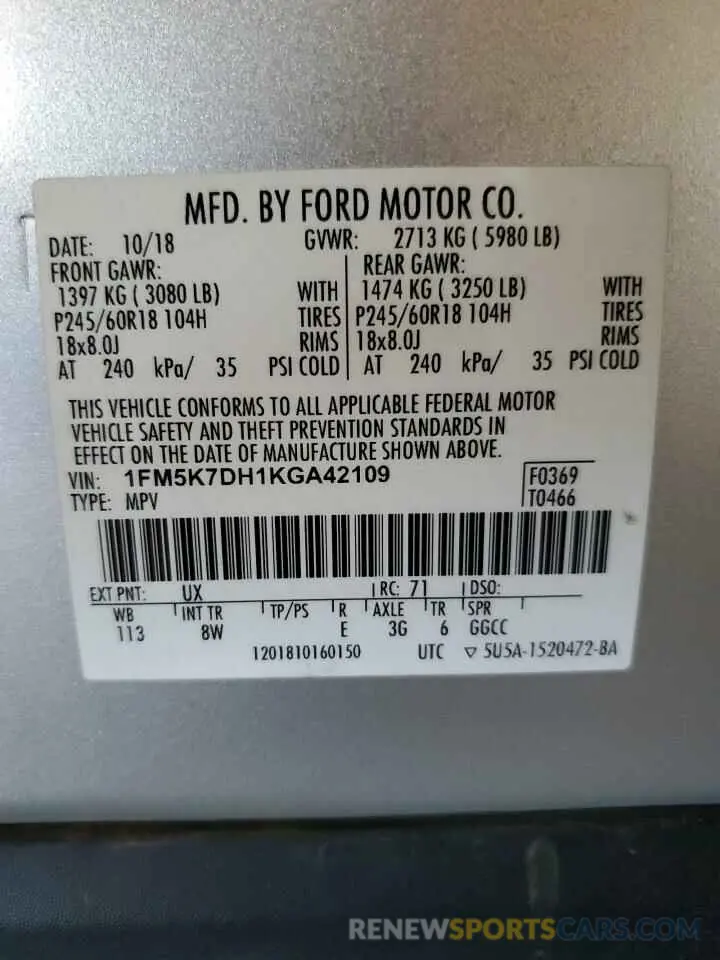 MFD. BY FORD MOTOR CO.
DATE: 10/18 GVWR: 2713 KG ( 5980 LB)
FRONT GAWR: REAR GAWR:
1397 KG ( 3080 LB) WITH 1474 KG ( 3250 LB) WITH
P245/60R18 104H TIRES P245/60R18 104H TIRES
18x8.0J RIMS 18x8.0J RIMS
AT 240 kPa/ 35 PSI COLD AT 240 kPa/ 35 PSI COLD
THIS VEHICLE CONFORMS TO ALL APPLICABLE FEDERAL MOTOR
VEHICLE SAFETY AND THEFT PREVENTION STANDARDS IN
EFFECT ON THE DATE OF MANUFACTURE SHOWN ABOVE.
VIN: 1FM5K7DH1KGA42109 F0369
TYPE: MPV T0466
EXT PNT: UX RC: 71 DSO:
WB INT TR TP/PS R AXLE TR SPR
113 8W E 3G 6 GGCC
1201810160150 UTC ▽ 5U5A-1520472-BA
RENEWSPORTSCARS.COM